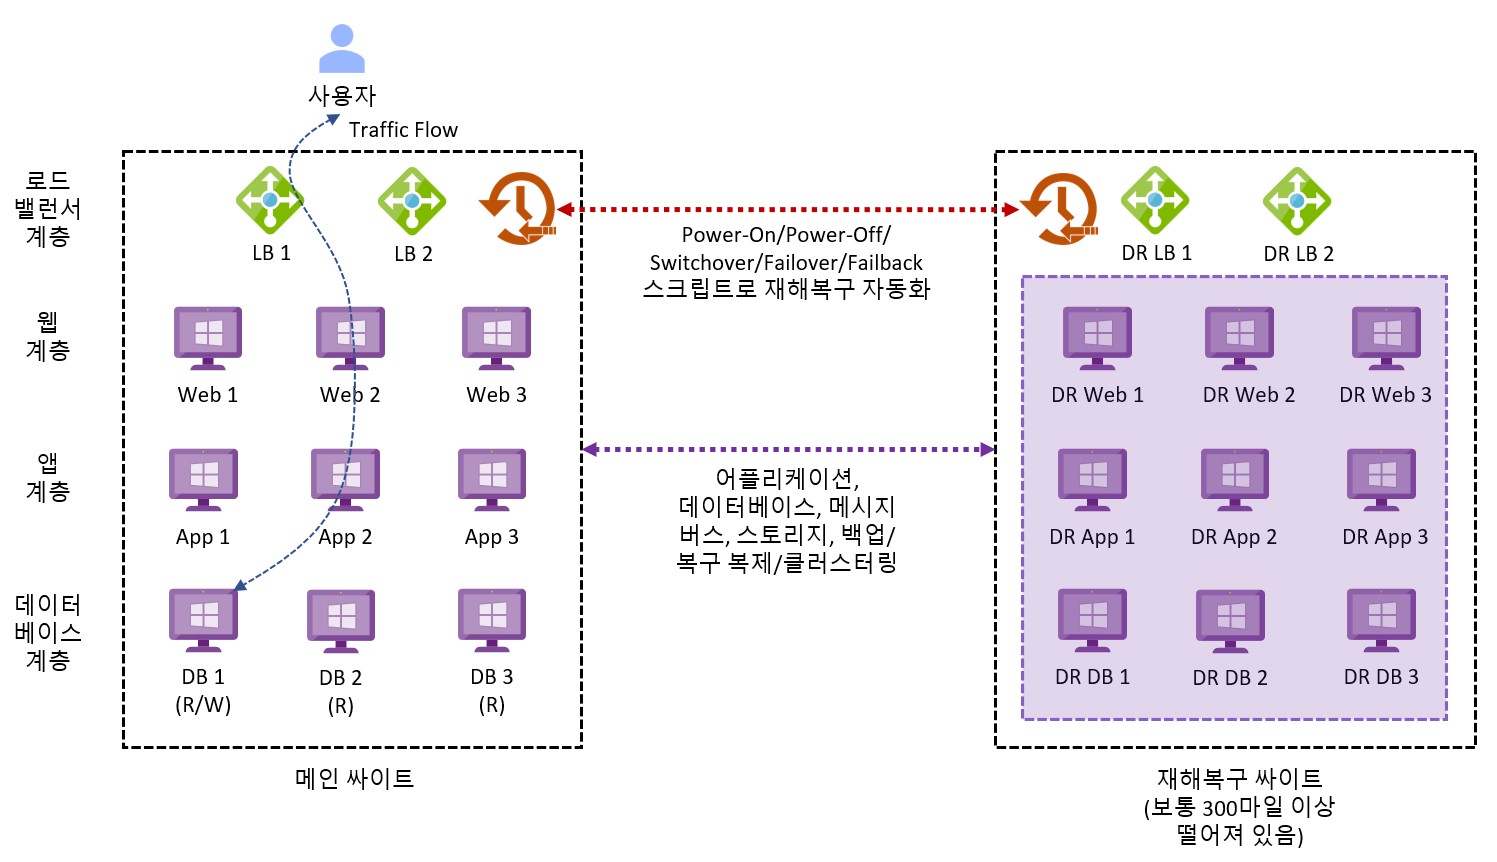 사용자
Traffic Flow
로드
밸런서
계층
LB 1
LB 2
Power-On/Power-Off/
Switchover/Failover/Failback
스크립트로 재해복구 자동화
DR LB 1
DR LB 2
웹
계층
Web 1
Web 2
Web 3
DR Web 1
DR Web 2
DR Web 3
앱
계층
App 1
App 2
App 3
어플리케이션,
데이터베이스, 메시지
버스, 스토리지, 백업/
복구 복제/클러스터링
DR App 1
DR App 2
DR App 3
데이터
베이스
계층
DB 1
(R/W)
DB 2
(R)
DB 3
(R)
DR DB 1
DR DB 2
DR DB 3
메인 싸이트
재해복구 싸이트
(보통 300마일 이상
떨어져 있음)